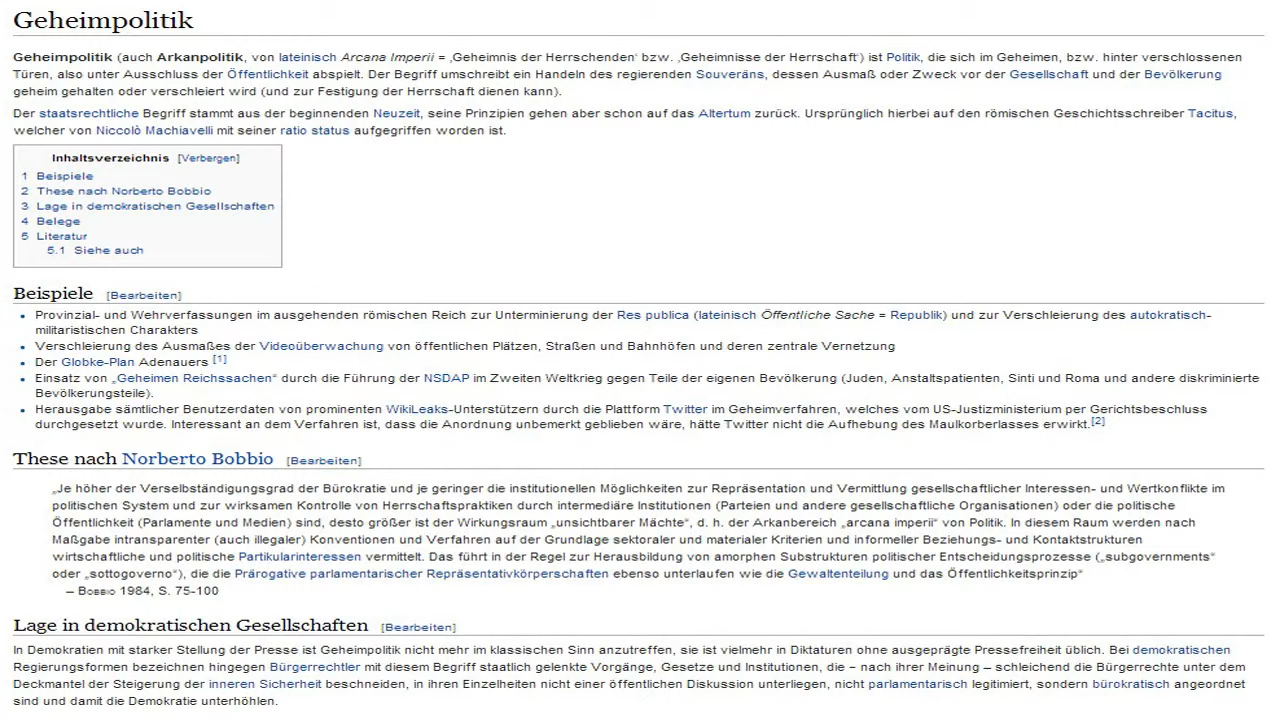 Geheimpolitik
Geheimpolitik (auch Arkanpolitik, von lateinisch Arcana Imperii = ‚Geheimnis der Herrschenden‘ bzw. ‚Geheimnisse der Herrschaft‘) ist Politik, die sich im Geheimen, bzw. hinter verschlossenen
Türen, also unter Ausschluss der Öffentlichkeit abspielt. Der Begriff umschreibt ein Handeln des regierenden Souveräns, dessen Ausmaß oder Zweck vor der Gesellschaft und der Bevölkerung
geheim gehalten oder verschleiert wird (und zur Festigung der Herrschaft dienen kann).
Der staatsrechtliche Begriff stammt aus der beginnenden Neuzeit, seine Prinzipien gehen aber schon auf das Altertum zurück. Ursprünglich hierbei auf den römischen Geschichtsschreiber Tacitus,
welcher von Niccolò Machiavelli mit seiner ratio status aufgegriffen worden ist.
Inhaltsverzeichnis [Verbergen]
1 Beispiele
2 These nach Norberto Bobbio
3 Lage in demokratischen Gesellschaften
4 Belege
5 Literatur
5.1 Siehe auch
Beispiele [Bearbeiten]
• Provinzial- und Wehrverfassungen im ausgehenden römischen Reich zur Unterminierung der Res publica (lateinisch Öffentliche Sache = Republik) und zur Verschleierung des autokratisch-
militaristischen Charakters
• Verschleierung des Ausmaßes der Videoüberwachung von öffentlichen Plätzen, Straßen und Bahnhöfen und deren zentrale Vernetzung
• Der Globke-Plan Adenauers [1]
• Einsatz von „Geheimen Reichssachen“ durch die Führung der NSDAP im Zweiten Weltkrieg gegen Teile der eigenen Bevölkerung (Juden, Anstaltspatienten, Sinti und Roma und andere diskriminierte
Bevölkerungsteile).
• Herausgabe sämtlicher Benutzerdaten von prominenten WikiLeaks-Unterstützern durch die Plattform Twitter im Geheimverfahren, welches vom US-Justizministerium per Gerichtsbeschluss
durchgesetzt wurde. Interessant an dem Verfahren ist, dass die Anordnung unbemerkt geblieben wäre, hätte Twitter nicht die Aufhebung des Maulkorberlasses erwirkt.[2]
These nach Norberto Bobbio [Bearbeiten]
„Je höher der Verselbständigungsgrad der Bürokratie und je geringer die institutionellen Möglichkeiten zur Repräsentation und Vermittlung gesellschaftlicher Interessen- und Wertkonflikte im
politischen System und zur wirksamen Kontrolle von Herrschaftspraktiken durch intermediäre Institutionen (Parteien und andere gesellschaftliche Organisationen) oder die politische
Öffentlichkeit (Parlamente und Medien) sind, desto größer ist der Wirkungsraum „unsichtbarer Mächte“, d. h. der Arkanbereich „arcana imperii“ von Politik. In diesem Raum werden nach
Maßgabe intransparenter (auch illegaler) Konventionen und Verfahren auf der Grundlage sektoraler und materialer Kriterien und informeller Beziehungs- und Kontaktstrukturen
wirtschaftliche und politische Partikularinteressen vermittelt. Das führt in der Regel zur Herausbildung von amorphen Substrukturen politischer Entscheidungsprozesse („subgovernments“
oder „sottogoverno“), die die Prärogative parlamentarischer Repräsentativkörperschaften ebenso unterlaufen wie die Gewaltenteilung und das Öffentlichkeitsprinzip“
– Bobbio 1984, S. 75-100
Lage in demokratischen Gesellschaften [Bearbeiten]
In Demokratien mit starker Stellung der Presse ist Geheimpolitik nicht mehr im klassischen Sinn anzutreffen, sie ist vielmehr in Diktaturen ohne ausgeprägte Pressefreiheit üblich. Bei demokratischen
Regierungsformen bezeichnen hingegen Bürgerrechtler mit diesem Begriff staatlich gelenkte Vorgänge, Gesetze und Institutionen, die – nach ihrer Meinung – schleichend die Bürgerrechte unter dem
Deckmantel der Steigerung der inneren Sicherheit beschneiden, in ihren Einzelheiten nicht einer öffentlichen Diskussion unterliegen, nicht parlamentarisch legitimiert, sondern bürokratisch angeordnet
sind und damit die Demokratie unterhöhlen.